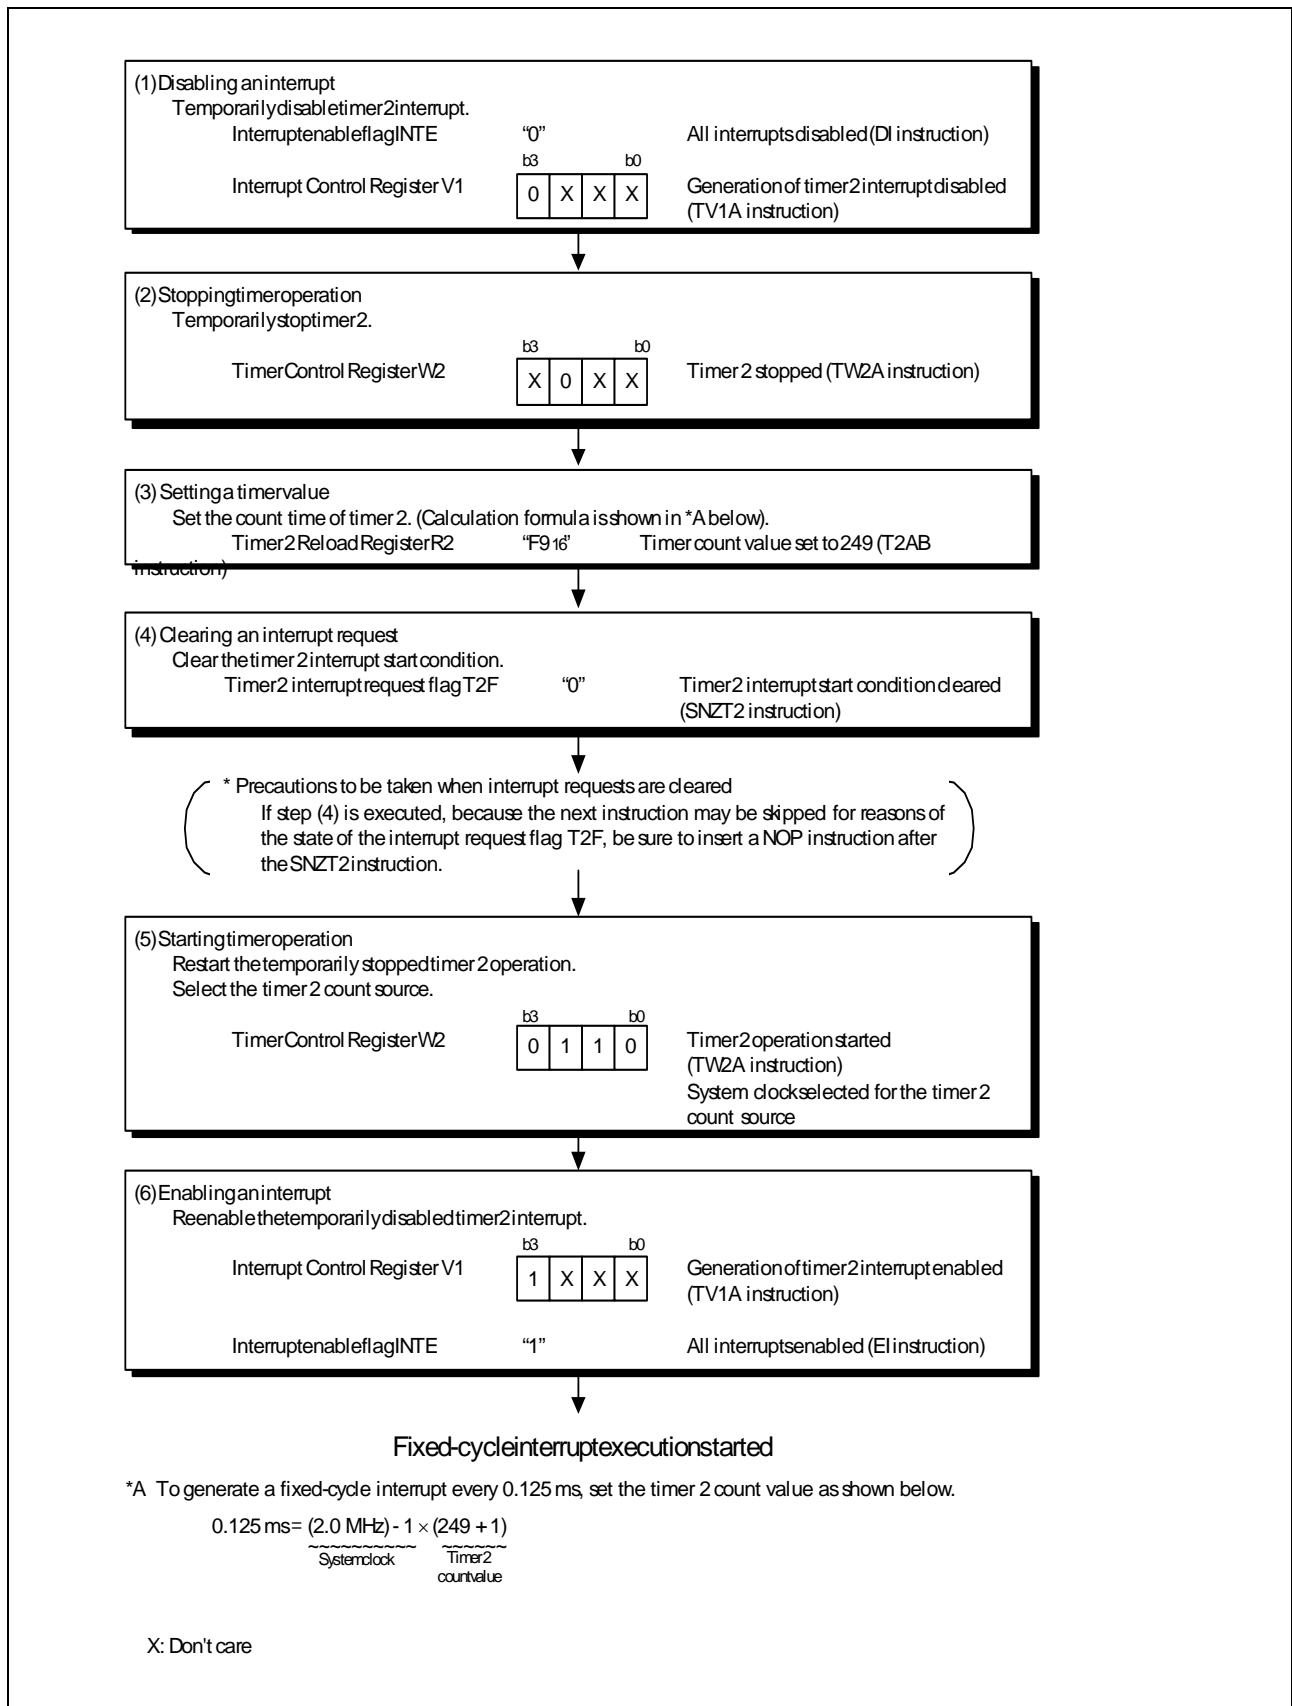 (1) Disabling an interrupt
Temporarily disable timer 2 interrupt.
Interrupt enable flag INTE “0” All interrupts disabled (DI instruction)
b3 b0
Interrupt Control Register V1 0 X X X Generation of timer 2 interrupt disabled
(TV1A instruction)
(2) Stopping timer operation
Temporarily stop timer 2.
b3 b0
Timer Control Register W2 X 0 X X Timer 2 stopped (TW2A instruction)
(3) Setting a timer value
Set the count time of timer 2. (Calculation formula is shown in *A below).
Timer 2 Reload Register R2 “F916” Timer count value set to 249 (T2AB
instruction)
(4) Clearing an interrupt request
Clear the timer 2 interrupt start condition.
Timer 2 interrupt request flag T2F “0” Timer 2 interrupt start condition cleared
(SNZT2 instruction)
* Precautions to be taken when interrupt requests are cleared
If step (4) is executed, because the next instruction may be skipped for reasons of
the state of the interrupt request flag T2F, be sure to insert a NOP instruction after
the SNZT2 instruction.
(5) Starting timer operation
Restart the temporarily stopped timer 2 operation.
Select the timer 2 count source.
b3 b0
Timer Control Register W2 0 1 1 0 Timer 2 operation started
(TW2A instruction)
System clock selected for the timer 2
count source
(6) Enabling an interrupt
Reenable the temporarily disabled timer 2 interrupt.
b3 b0
Interrupt Control Register V1 1 X X X Generation of timer 2 interrupt enabled
(TV1A instruction)
Interrupt enable flag INTE “1” All interrupts enabled (EI instruction)
Fixed-cycle interrupt execution started
*A To generate a fixed-cycle interrupt every 0.125 ms, set the timer 2 count value as shown below.
0.125 ms = (2.0 MHz) - 1 × (249 + 1)
System clock Timer 2
count value
X: Don't care